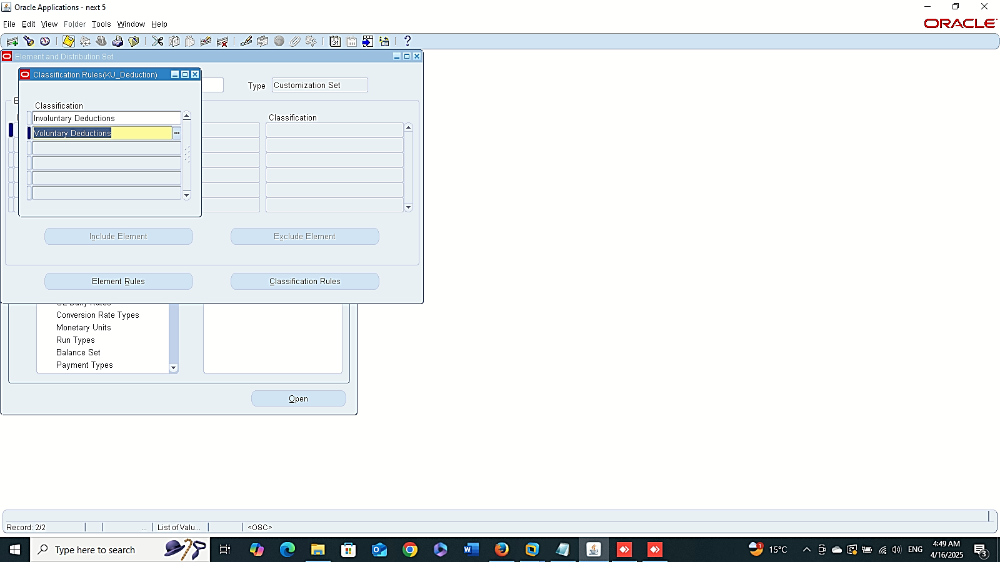 Oracle Applications - next 5
File Edit View Folder Tools Window Help
ORACLE
Element and Distribution Set
Classification Rules(KU_Deduction)
Type Customization Set
Classification
Involuntary Deductions
Voluntary Deductions
Classification
Include Element
Exclude Element
Element Rules
Classification Rules
Conversion Rate Types
Monetary Units
Run Types
Balance Set
Payment Types
Open
Record: 2/2 ... List of Valu... <OSC>
Type here to search
15°C ENG
4:49 AM
4/16/2025
3